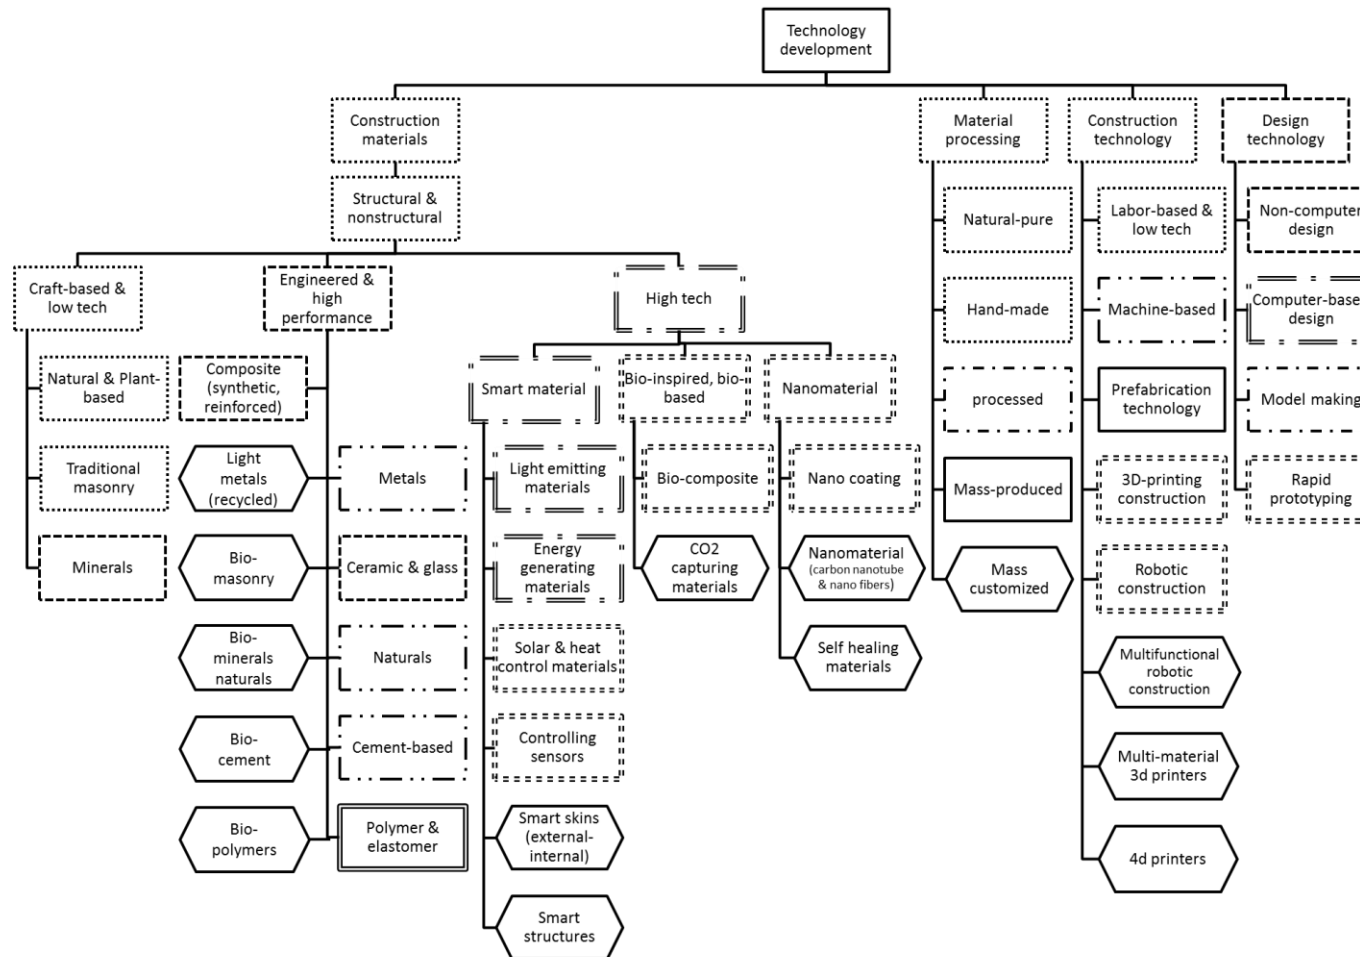 Technology
development
Construction
materials
Material
processing
Construction
technology
Design
technology
Structural &
nonstructural
Natural-pure
Labor-based &
low tech
Non-computer
design
Craft-based &
low tech
Engineered &
high
performance
High tech
Hand-made
Machine-based
Computer-based
design
Natural & Plant-
based
Composite
(synthetic,
reinforced)
Smart material
Bio-inspired, bio-
based
Nanomaterial
processed
Prefabrication
technology
Model making
Traditional
masonry
Light
metals
(recycled)
Metals
Light emitting
materials
Bio-composite
Nano coating
Mass-produced
3D-printing
construction
Rapid
prototyping
Minerals
Bio-
masonry
Ceramic & glass
Energy
generating
materials
CO2
capturing
materials
Nanomaterial
(carbon nanotube
& nano fibers)
Mass
customized
Robotic
construction
Bio-
minerals
naturals
Naturals
Solar & heat
control materials
Self healing
materials
Multifunctional
robotic
construction
Bio-
cement
Cement-based
Controlling
sensors
Multi-material
3d printers
Bio-
polymers
Polymer &
elastomer
Smart skins
(external-
internal)
4d printers
Smart
structures